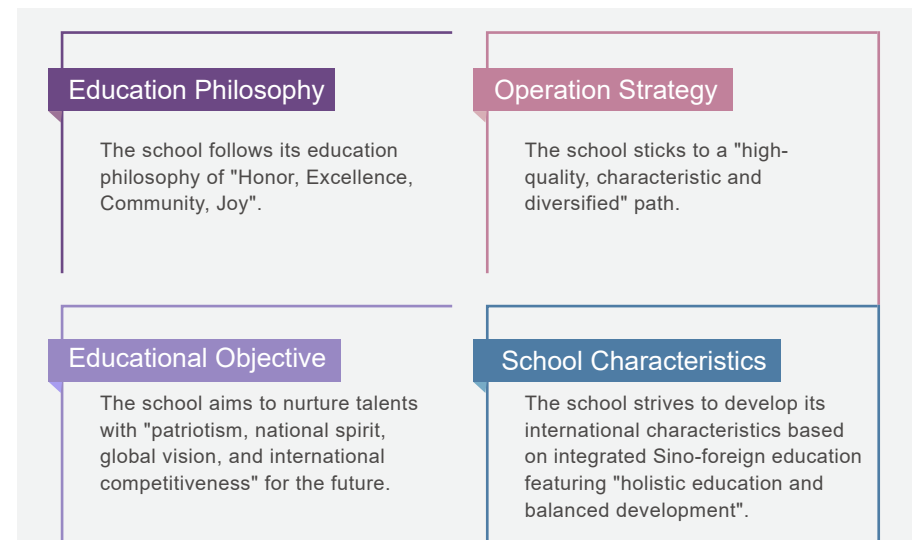 Education Philosophy
The school follows its education
philosophy of "Honor, Excellence,
Community, Joy".
Operation Strategy
The school sticks to a "high-
quality, characteristic and
diversified" path.
Educational Objective
The school aims to nurture talents
with "patriotism, national spirit,
global vision, and international
competitiveness" for the future.
School Characteristics
The school strives to develop its
international characteristics based
on integrated Sino-foreign education
featuring "holistic education and
balanced development".